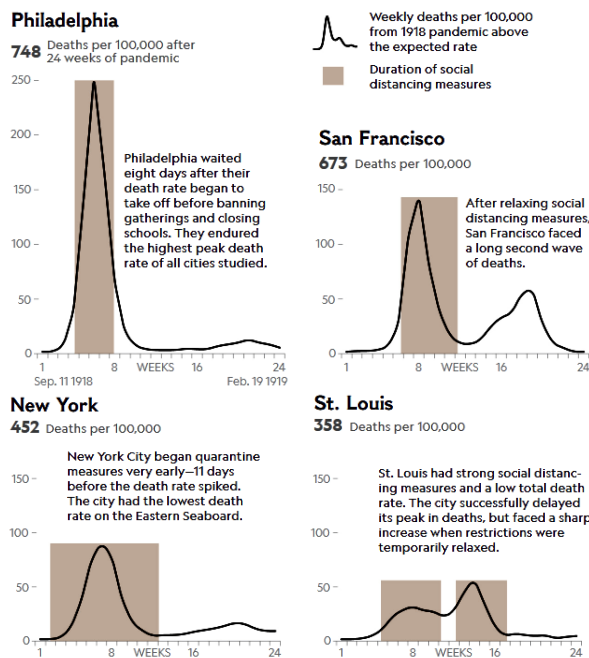 Philadelphia
748 Deaths per 100,000 after
24 weeks of pandemic
Weekly deaths per 100,000
from 1918 pandemic above
the expected rate
Duration of social
distancing measures
250
200
150
100
50
0
Philadelphia waited
eight days after their
death rate began to
take off before banning
gatherings and closing
schools. They endured
the highest peak death
rate of all cities studied.
1 8 WEEKS 16 24
Sep. 11 1918 Feb. 19 1919
San Francisco
673 Deaths per 100,000
150
100
50
0
After relaxing social
distancing measures,
San Francisco faced
a long second wave
of deaths.
8 WEEKS 16 24
New York
452 Deaths per 100,000
New York City began quarantine
measures very early—11 days
before the death rate spiked.
The city had the lowest death
rate on the Eastern Seaboard.
150
100
50
0
1 8 WEEKS 16 24
St. Louis
358 Deaths per 100,000
St. Louis had strong social distanc-
ing measures and a low total death
rate. The city successfully delayed
its peak in deaths, but faced a sharp
increase when restrictions were
temporarily relaxed.
150
100
50
0
1 8 WEEKS 16 24